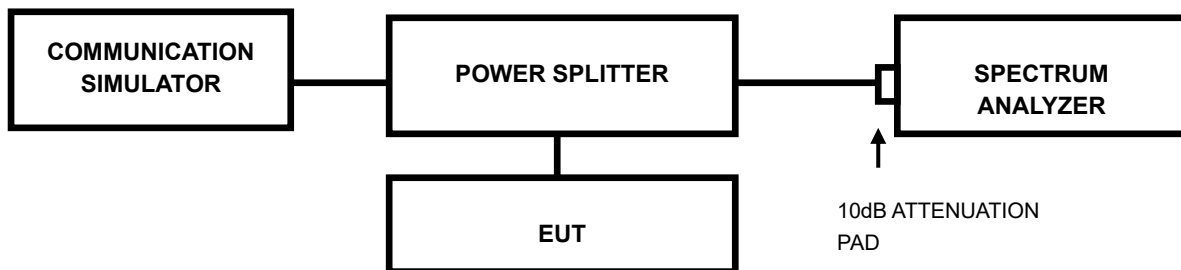 COMMUNICATION
SIMULATOR
POWER SPLITTER
SPECTRUM
ANALYZER
EUT
10dB ATTENUATION
PAD